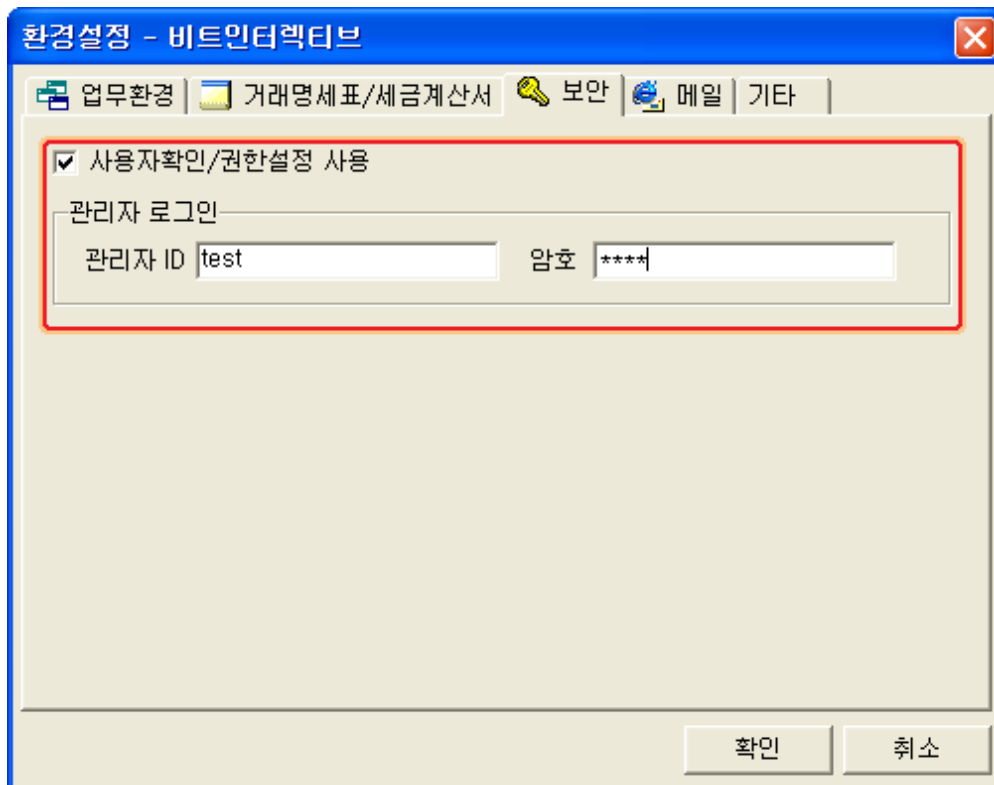 환경설정 - 비트인터렉티브
업무환경 거래명세표/세금계산서 보안 메일 기타
사용자확인/권한설정 사용
관리자 로그인
관리자 ID test 암호 ****
확인 취소